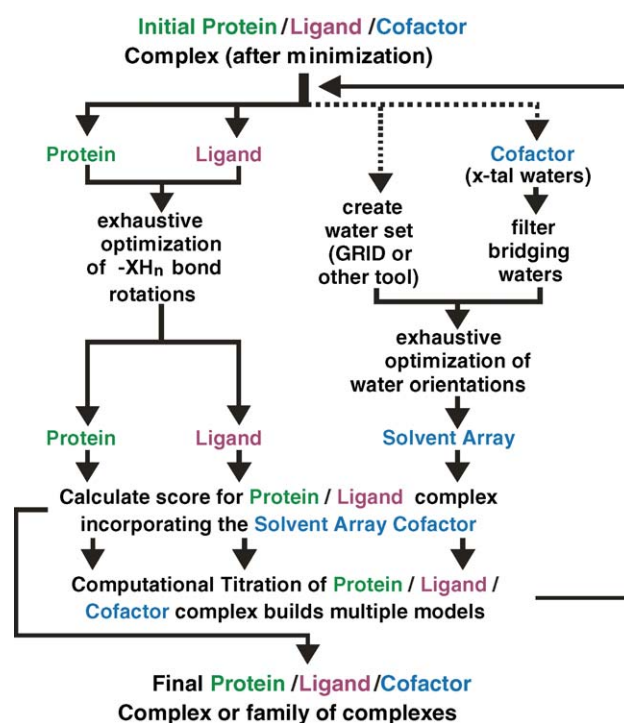 Initial Protein /Ligand /Cofactor
Complex (after minimization)
Protein
Ligand
exhaustive
optimization
of -XHn bond
rotations
create
water set
(GRID or
other tool)
Cofactor
(x-tal waters)
filter
bridging
waters
exhaustive
optimization of
water orientations
Protein
Ligand
Solvent Array
Calculate score for Protein / Ligand complex
incorporating the Solvent Array Cofactor
Computational Titration of Protein / Ligand /
Cofactor complex builds multiple models
Final Protein /Ligand/Cofactor
Complex or family of complexes